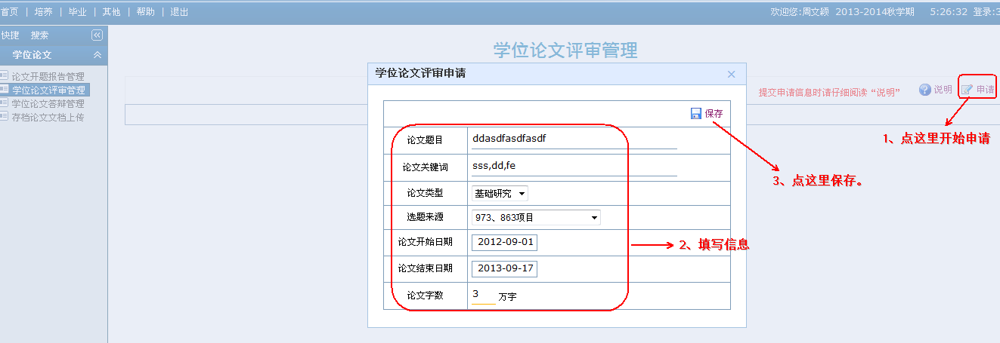 首页 | 培养 | 毕业 | 其他 | 帮助 | 退出
欢迎您:周文颖 2013-2014秋学期 5:26:32 登录:3
快捷 搜索
学位论文
论文开题报告管理
学位论文评审管理
学位论文答辩管理
存档论文文档上传
学位论文评审管理
提交申请信息时请仔细阅读“说明” 说明 申请
1、点这里开始申请
学位论文评审申请
保存
3、点这里保存。
论文题目 ddasdfasdfasdf
论文关键词 sss,dd,fe
论文类型 基础研究
选题来源 973、863项目
论文开始日期 2012-09-01
2、填写信息
论文结束日期 2013-09-17
论文字数 3 万字